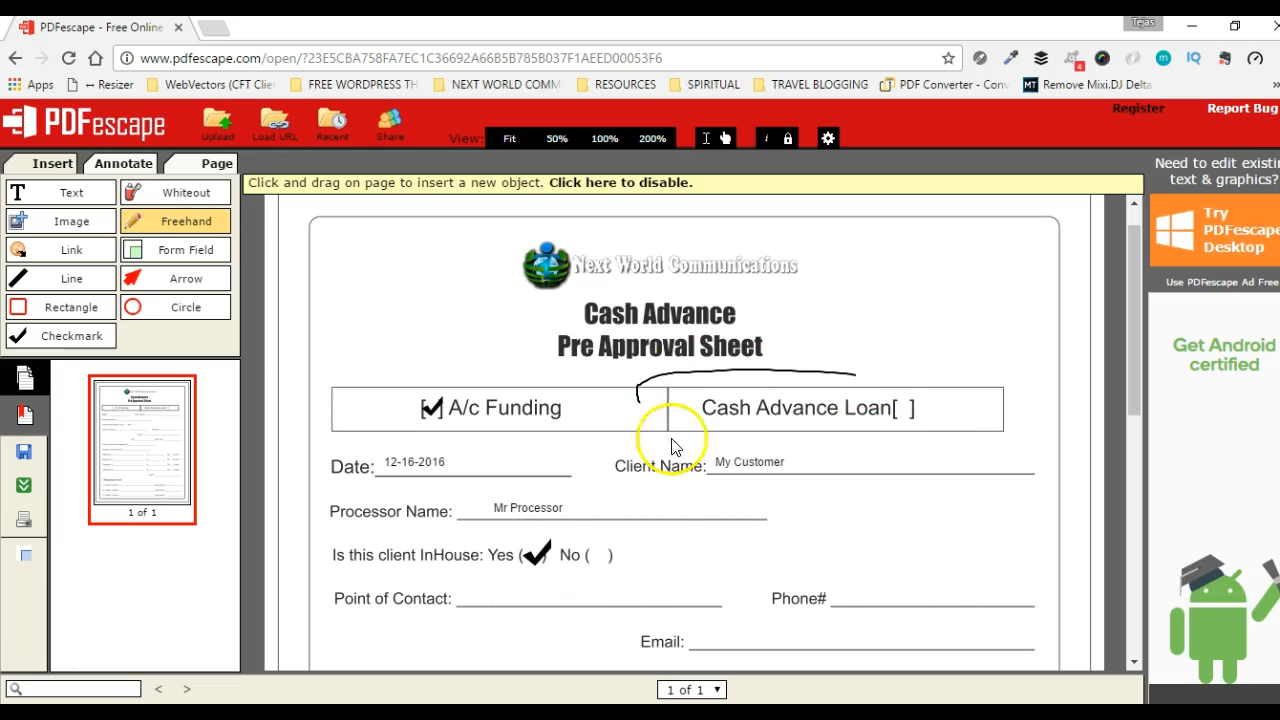 Tejas
PDFescape - Free Online
www.pdfescape.com/open/?23E5CBA7E8FA7EC1C36602A66B5B785B037F1AEED00053F6
4
Apps
↔ Resizer
WebVectors (CFT Clie
FREE WORDPRESS TH
NEXT WORLD COMM
RESOURCES
SPIRITUAL
TRAVEL BLOGGING
PDF Converter - Conv
MT Remove Mixi.DJ Delta
PDFescape
Upload
Load URL
Recent
Share
View:
Fit
50%
100%
200%
Register
Report Bug
Insert
Annotate
Page
Click and drag on page to insert a new object. Click here to disable.
T Text
Whiteout
Image
Freehand
Link
Form Field
Line
Arrow
Rectangle
Circle
Checkmark
Next World Communications
Cash Advance
Pre Approval Sheet
[✔] A/c Funding
Cash Advance Loan[ ]
Date: 12-16-2016
Client Name: My Customer
Processor Name: Mr Processor
Is this client InHouse: Yes (✔) No ( )
Point of Contact:
Phone#
Email:
1 of 1
< >
1 of 1
Need to edit existin
text & graphics?
Try
PDFescape
Desktop
Use PDFescape Ad Free
Get Android
certified